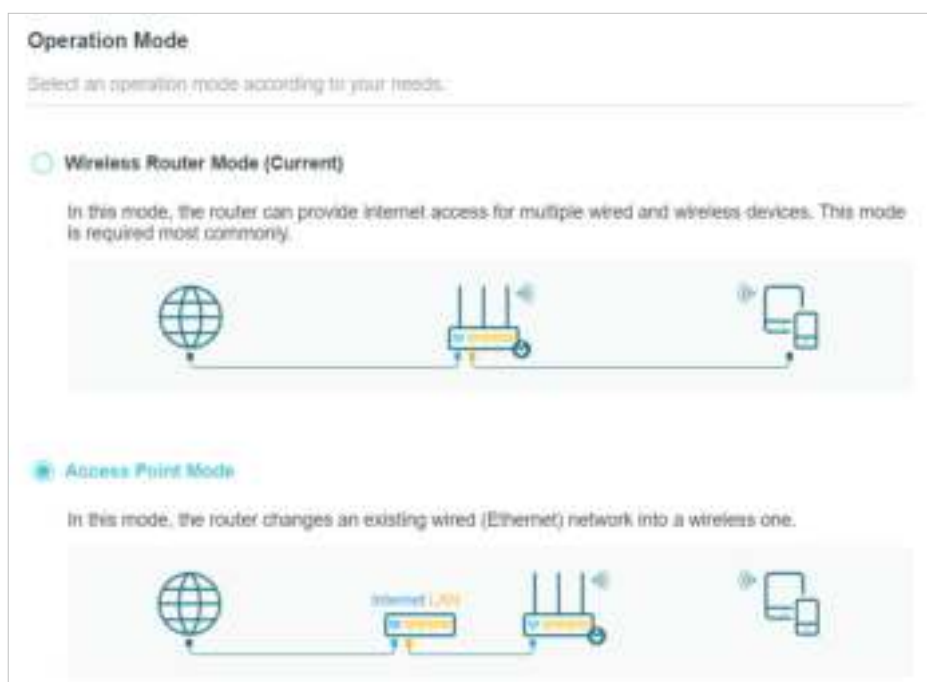 Operation Mode
Select an operation mode according to your needs.
Wireless Router Mode (Current)
In this mode, the router can provide internet access for multiple wired and wireless devices. This mode
is required most commonly.
Access Point Mode
In this mode, the router changes an existing wired (Ethernet) network into a wireless one.
Internet LAN